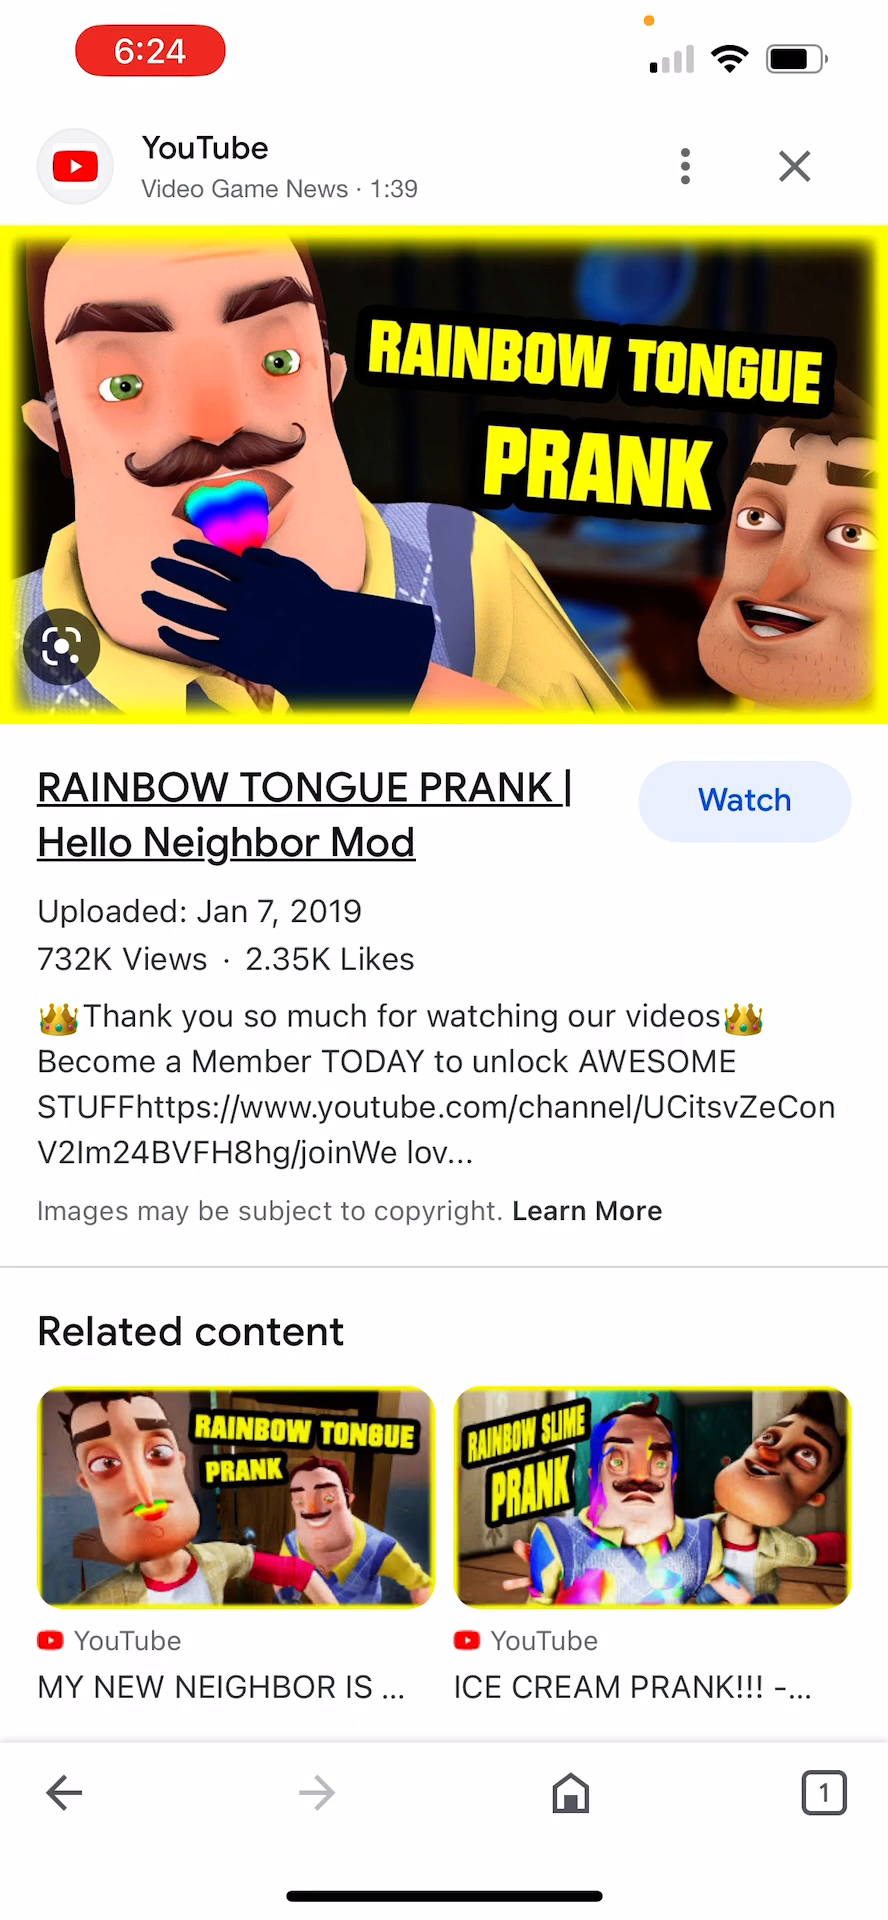 6:24
YouTube
Video Game News · 1:39
RAINBOW TONGUE
PRANK
RAINBOW TONGUE PRANK |
Hello Neighbor Mod
Watch
Uploaded: Jan 7, 2019
732K Views · 2.35K Likes
👑Thank you so much for watching our videos👑
Become a Member TODAY to unlock AWESOME
STUFFhttps://www.youtube.com/channel/UCitsvZeCon
V2Im24BVFH8hg/joinWe lov...
Images may be subject to copyright. Learn More
Related content
RAINBOW TONGUE
PRANK
RAINBOW SLIME
PRANK
YouTube
MY NEW NEIGHBOR IS ...
YouTube
ICE CREAM PRANK!!! -...
1